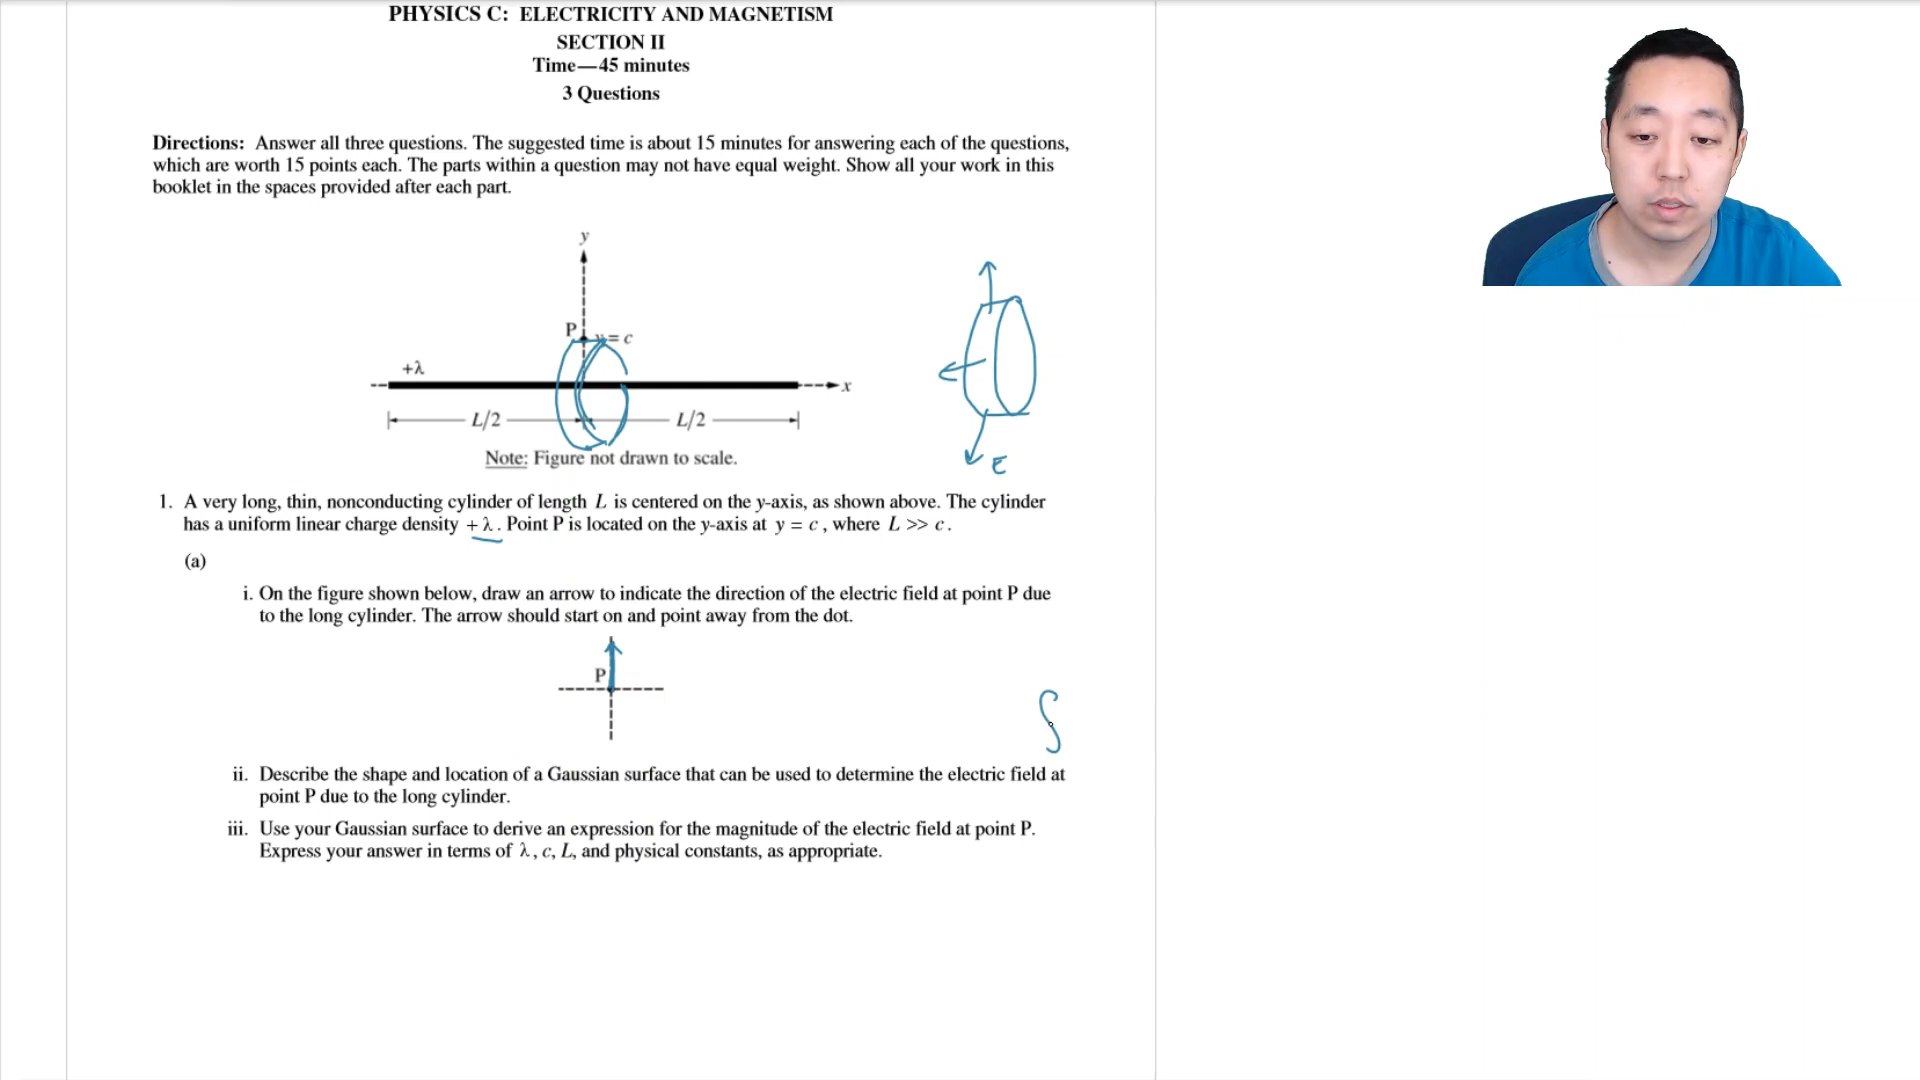 PHYSICS C: ELECTRICITY AND MAGNETISM
SECTION II
Time—45 minutes
3 Questions
Directions: Answer all three questions. The suggested time is about 15 minutes for answering each of the questions,
which are worth 15 points each. The parts within a question may not have equal weight. Show all your work in this
booklet in the spaces provided after each part.
y
P
= c
+λ
x
L/2
L/2
Note: Figure not drawn to scale.
E
1. A very long, thin, nonconducting cylinder of length L is centered on the y-axis, as shown above. The cylinder
has a uniform linear charge density +λ. Point P is located on the y-axis at y = c, where L >> c.
(a)
i. On the figure shown below, draw an arrow to indicate the direction of the electric field at point P due
to the long cylinder. The arrow should start on and point away from the dot.
P
∫
ii. Describe the shape and location of a Gaussian surface that can be used to determine the electric field at
point P due to the long cylinder.
iii. Use your Gaussian surface to derive an expression for the magnitude of the electric field at point P.
Express your answer in terms of λ, c, L, and physical constants, as appropriate.